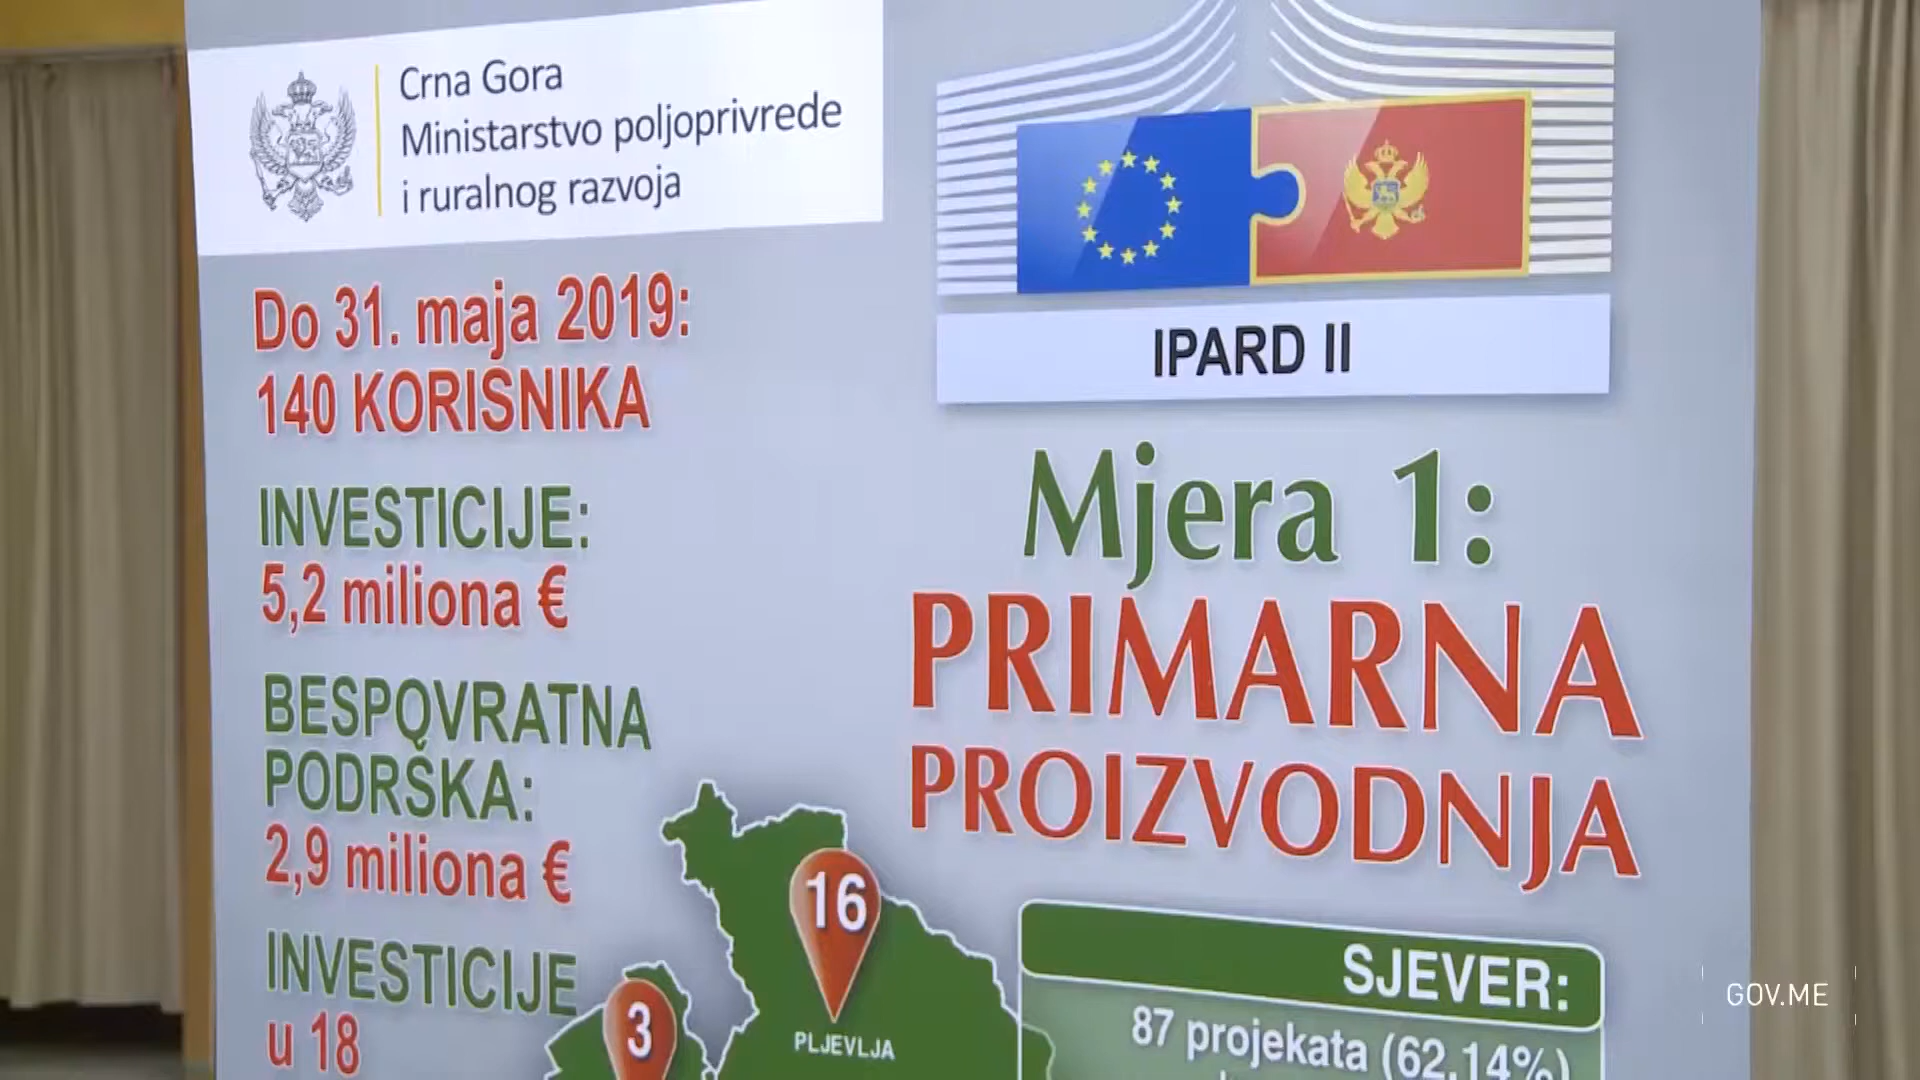 Crna Gora
Ministarstvo poljoprivrede
i ruralnog razvoja
IPARD II
Do 31. maja 2019:
140 KORISNIKA
INVESTICIJE:
5,2 miliona €
BESPOVRATNA
PODRŠKA:
2,9 miliona €
INVESTICIJE
u 18
Mjera 1:
PRIMARNA
PROIZVODNJA
16
PLJEVLJA
3
SJEVER:
87 projekata (62,14%)
GOV.ME